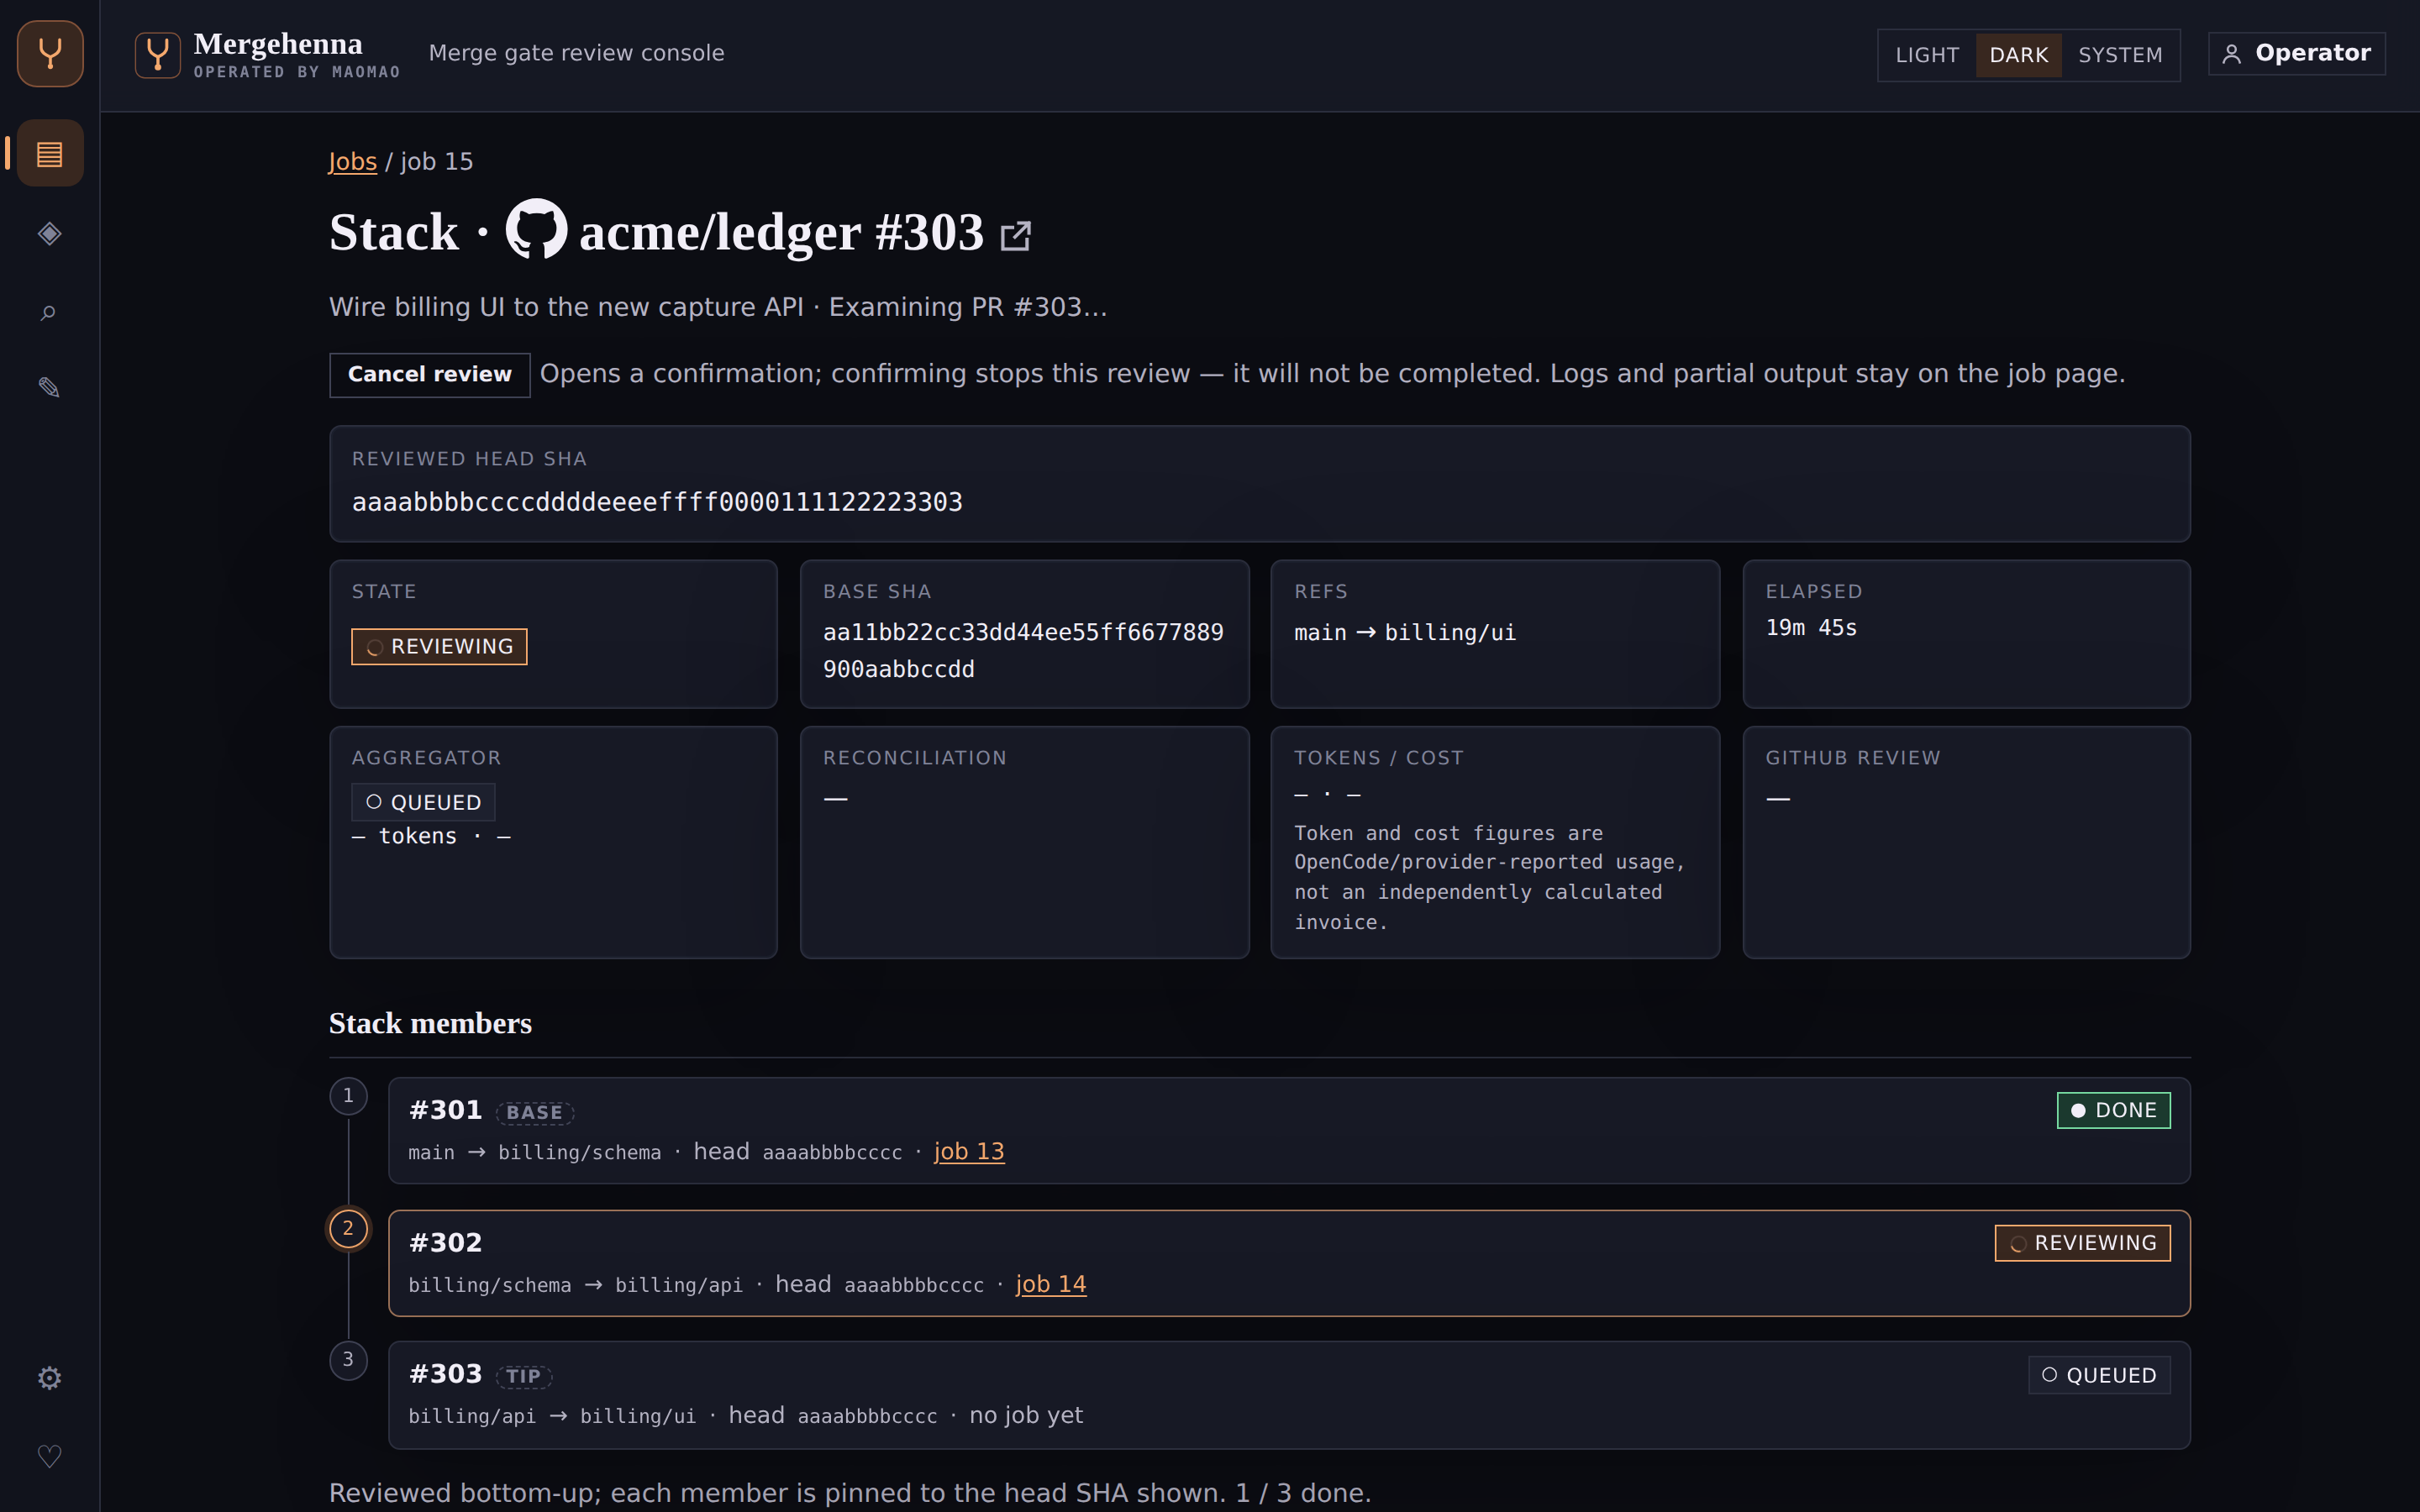 Mergehenna
OPERATED BY MAOMAO
Merge gate review console
LIGHT DARK SYSTEM
Operator
Jobs / job 15
Stack · acme/ledger #303
Wire billing UI to the new capture API · Examining PR #303…
Cancel review Opens a confirmation; confirming stops this review — it will not be completed. Logs and partial output stay on the job page.
REVIEWED HEAD SHA
aaaabbbbccccddddeeeeffff0000111122223303
STATE
REVIEWING
BASE SHA
aa11bb22cc33dd44ee55ff6677889
900aabbccdd
REFS
main → billing/ui
ELAPSED
19m 45s
AGGREGATOR
QUEUED
— tokens · —
RECONCILIATION
—
TOKENS / COST
— · —
Token and cost figures are
OpenCode/provider-reported usage,
not an independently calculated
invoice.
GITHUB REVIEW
—
Stack members
1
#301 BASE
DONE
main → billing/schema · head aaaabbbbcccc · job 13
2
#302
REVIEWING
billing/schema → billing/api · head aaaabbbbcccc · job 14
3
#303 TIP
QUEUED
billing/api → billing/ui · head aaaabbbbcccc · no job yet
Reviewed bottom-up; each member is pinned to the head SHA shown. 1 / 3 done.